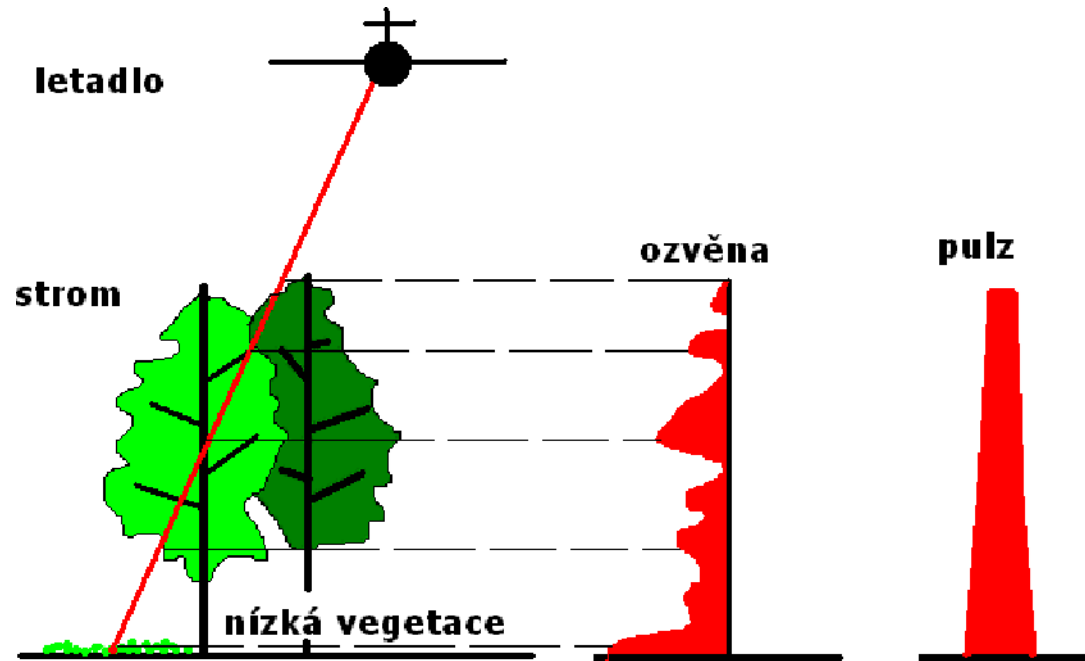 letadlo
ozvěna
pulz
strom
nízká vegetace